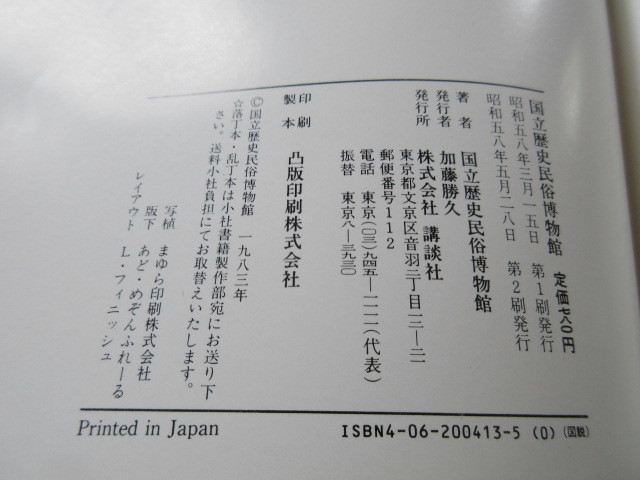 国立歴史民俗博物館 定価七八〇円
昭和五八年三月一五日 第1刷発行
昭和五八年五月二八日 第2刷発行
著者 国立歴史民俗博物館
発行者 加藤勝久
発行所 株式会社 講談社
東京都文京区音羽二丁目一二―二一
郵便番号112
電話 東京(〇三)九四五―一一一一(代表)
振替 東京八―三九三〇
印刷
製本 凸版印刷株式会社
©国立歴史民俗博物館 一九八三年
☆落丁本・乱丁本は小社書籍製作部宛にお送り下
さい。送料小社負担にてお取替えいたします。
写植 まゆら印刷株式会社
版下 あど・めぞんふれーる
レイアウト L・フィニッシュ
Printed in Japan
ISBN4-06-200413-5 (0) (図説)